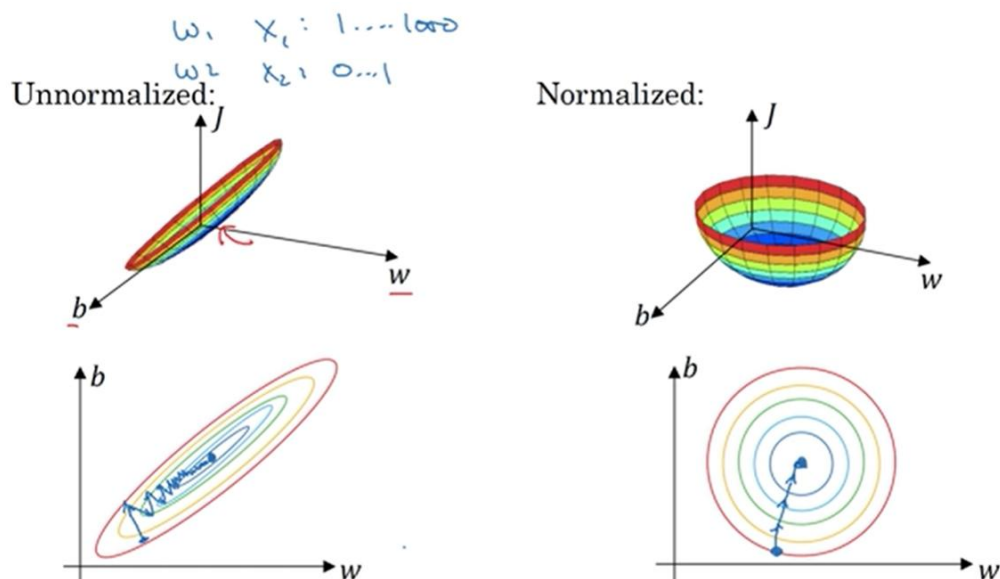 w1 x1: 1....1000
w2 x2: 0...1
Unnormalized:
J
w
b
b
w
Normalized:
J
w
b
b
w